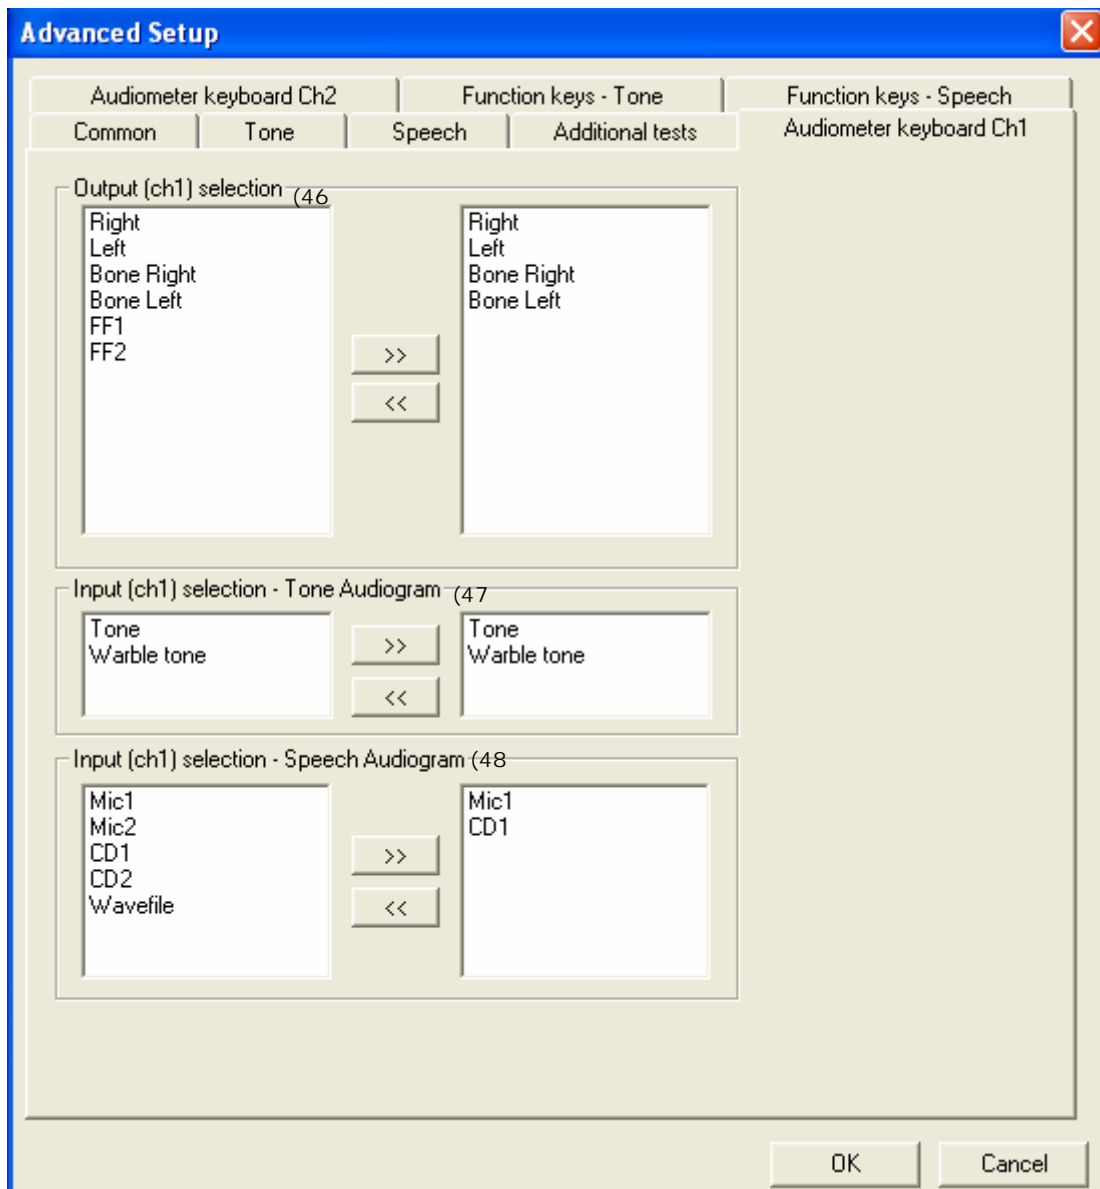 Advanced Setup
Audiometer keyboard Ch2
Function keys - Tone
Function keys - Speech
Common
Tone
Speech
Additional tests
Audiometer keyboard Ch1
Output (ch1) selection (46
Right
Left
Bone Right
Bone Left
FF1
FF2
>>
<<
Right
Left
Bone Right
Bone Left
Input (ch1) selection - Tone Audiogram (47
Tone
Warble tone
>>
<<
Tone
Warble tone
Input (ch1) selection - Speech Audiogram (48
Mic1
Mic2
CD1
CD2
Wavefile
>>
<<
Mic1
CD1
OK
Cancel